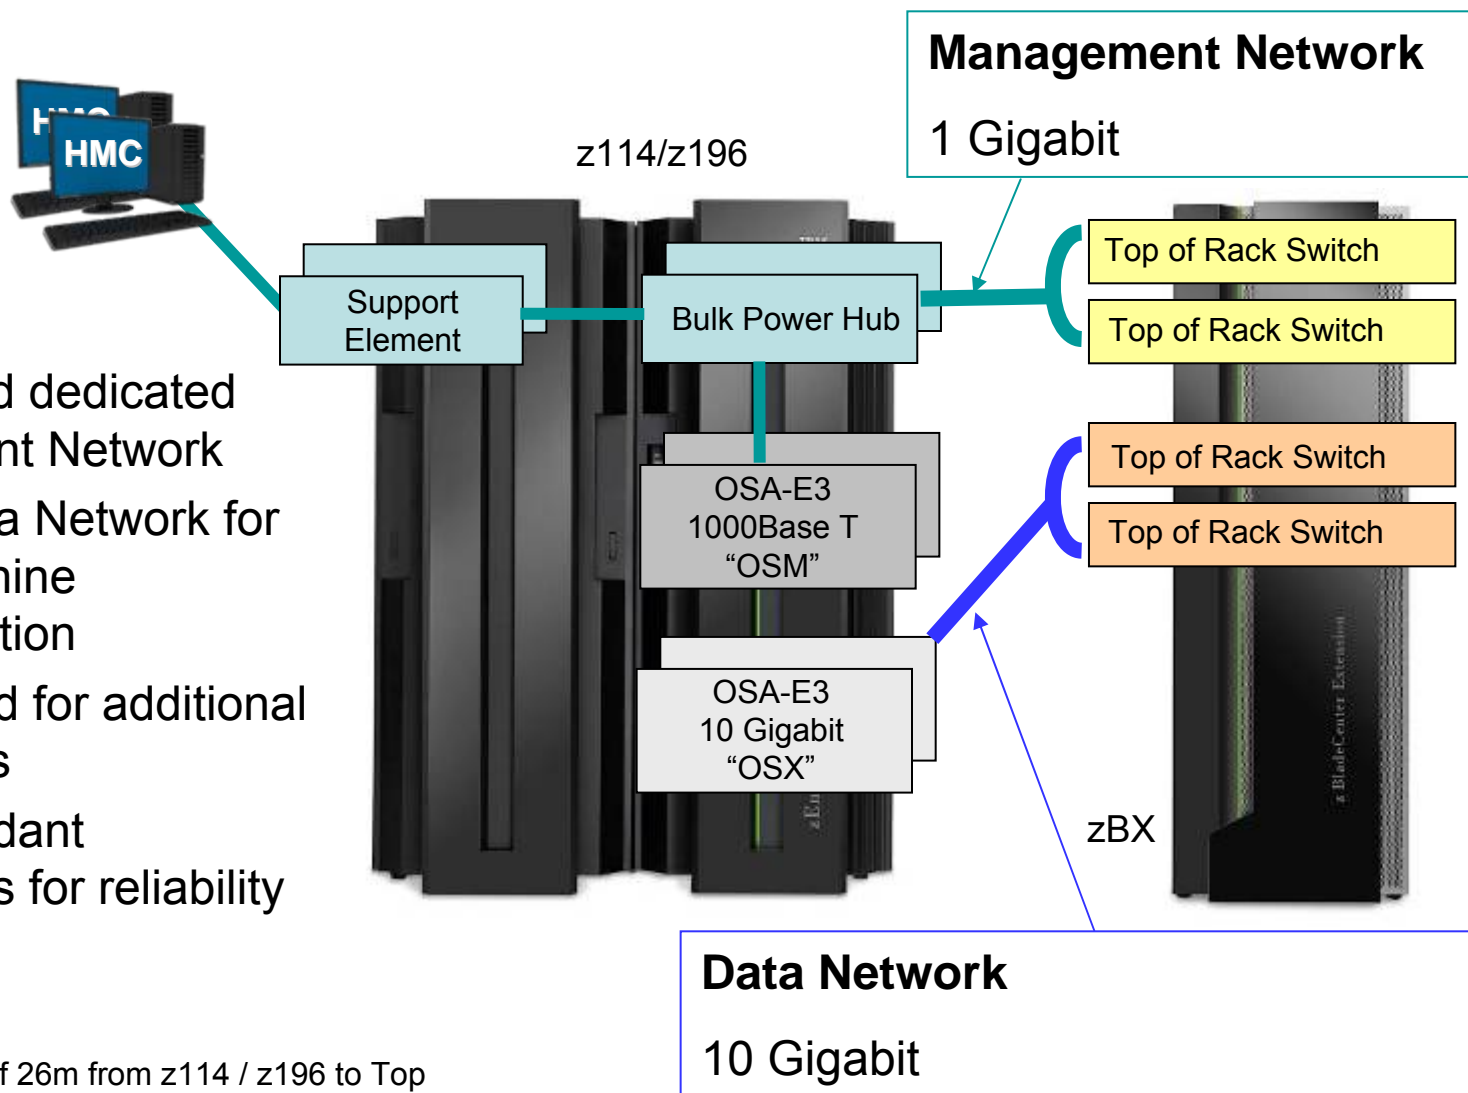 Management Network
1 Gigabit
HMC
HMC
z114/z196
Top of Rack Switch
Support
Element
Bulk Power Hub
Top of Rack Switch
d dedicated
nt Network
a Network for
hine
tion
d for additional
s
dant
s for reliability
Top of Rack Switch
OSA-E3
1000Base T
“OSM”
Top of Rack Switch
OSA-E3
10 Gigabit
“OSX”
zEn
z BladeCenter Extension
zBX
Data Network
10 Gigabit
f 26m from z114 / z196 to Top